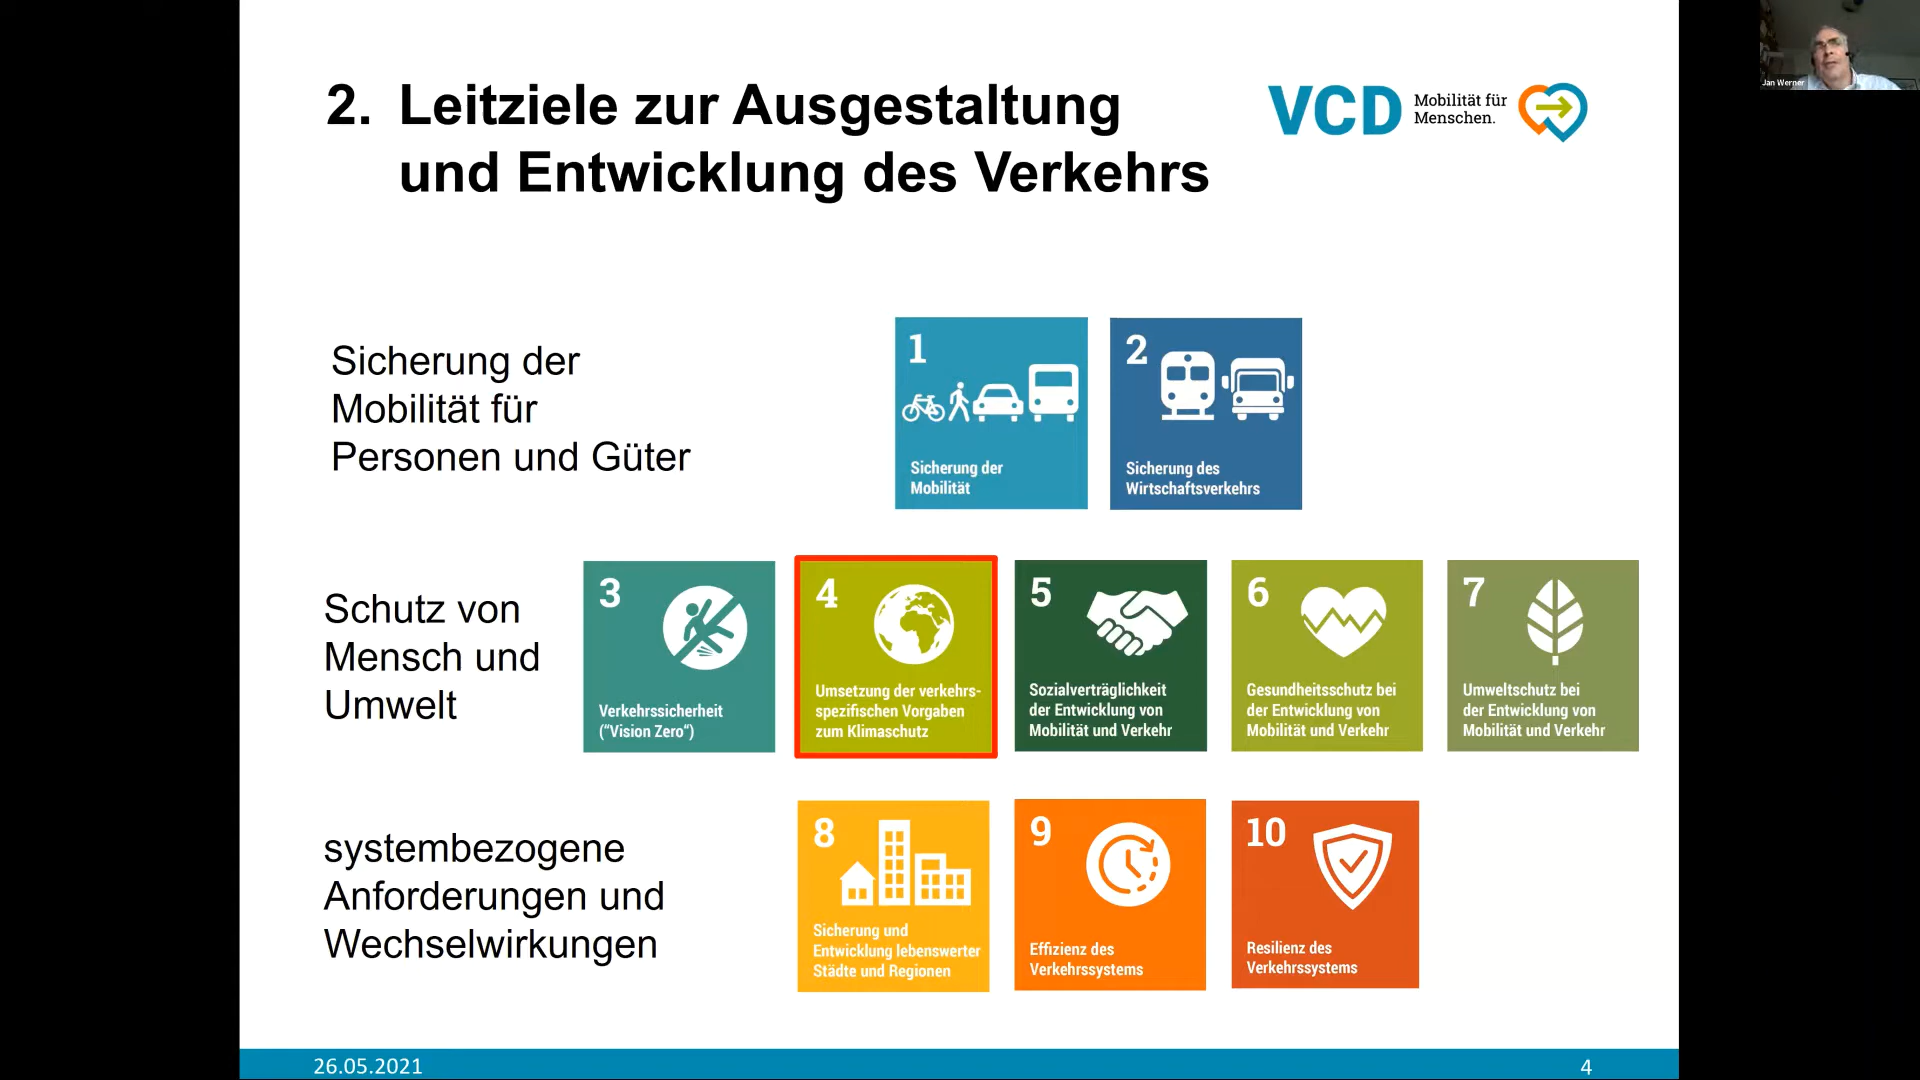 2. Leitziele zur Ausgestaltung
und Entwicklung des Verkehrs
VCD
Mobilität für
Menschen.
Jan Werner
Sicherung der
Mobilität für
Personen und Güter
1
Sicherung der
Mobilität
2
Sicherung des
Wirtschaftsverkehrs
Schutz von
Mensch und
Umwelt
3
Verkehrssicherheit
("Vision Zero")
4
Umsetzung der verkehrs-
spezifischen Vorgaben
zum Klimaschutz
5
Sozialverträglichkeit
der Entwicklung von
Mobilität und Verkehr
6
Gesundheitsschutz bei
der Entwicklung von
Mobilität und Verkehr
7
Umweltschutz bei
der Entwicklung von
Mobilität und Verkehr
systembezogene
Anforderungen und
Wechselwirkungen
8
Sicherung und
Entwicklung lebenswerter
Städte und Regionen
9
Effizienz des
Verkehrssystems
10
Resilienz des
Verkehrssystems
26.05.2021
4